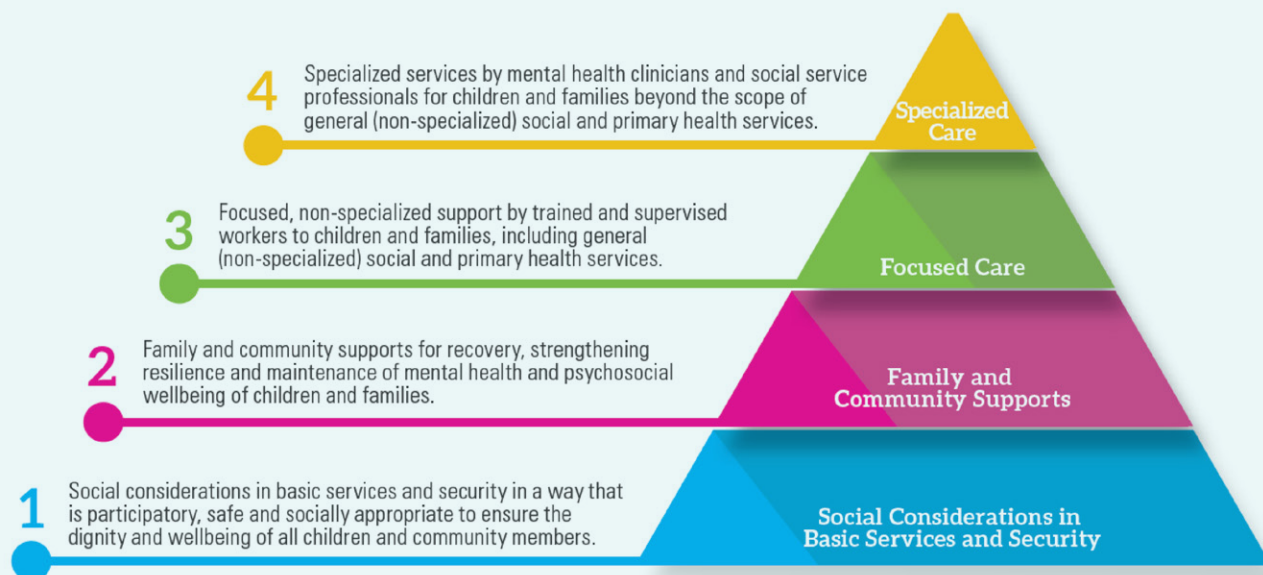 4
Specialized services by mental health clinicians and social service
professionals for children and families beyond the scope of
general (non-specialized) social and primary health services.
Specialized
Care
3
Focused, non-specialized support by trained and supervised
workers to children and families, including general
(non-specialized) social and primary health services.
Focused Care
2
Family and community supports for recovery, strengthening
resilience and maintenance of mental health and psychosocial
wellbeing of children and families.
Family and
Community Supports
1
Social considerations in basic services and security in a way that
is participatory, safe and socially appropriate to ensure the
dignity and wellbeing of all children and community members.
Social Considerations in
Basic Services and Security